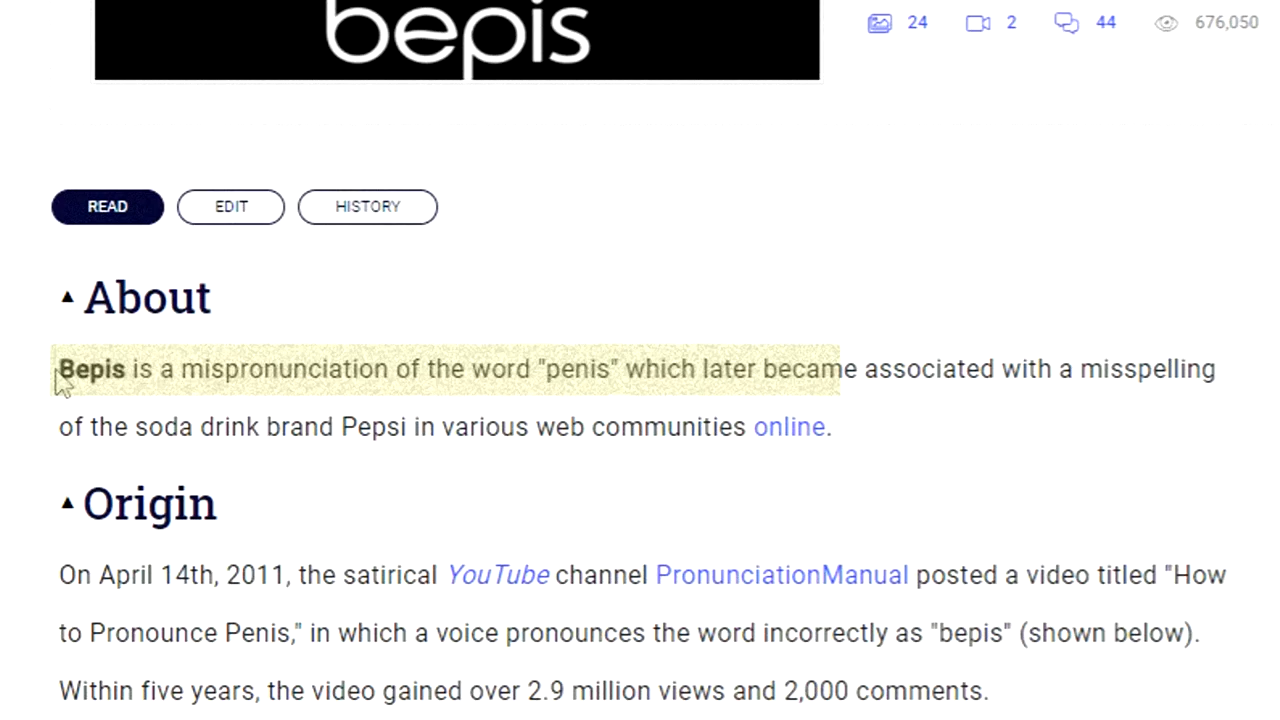 bepis
24 2 44 676,050
READ EDIT HISTORY
About
Bepis is a mispronunciation of the word "penis" which later became associated with a misspelling
of the soda drink brand Pepsi in various web communities online.
Origin
On April 14th, 2011, the satirical YouTube channel PronunciationManual posted a video titled "How
to Pronounce Penis," in which a voice pronounces the word incorrectly as "bepis" (shown below).
Within five years, the video gained over 2.9 million views and 2,000 comments.